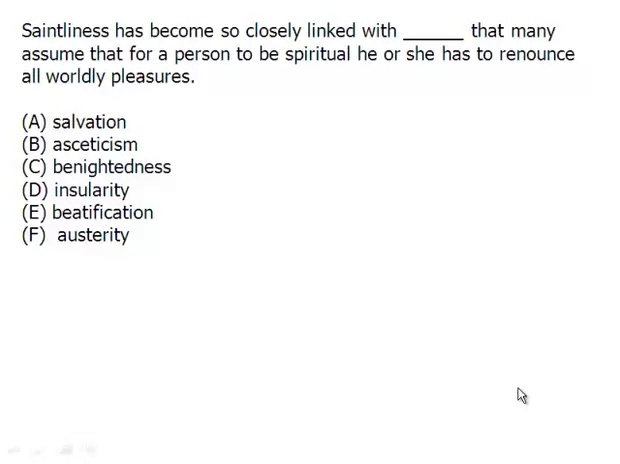 Saintliness has become so closely linked with ______ that many
assume that for a person to be spiritual he or she has to renounce
all worldly pleasures.
(A) salvation
(B) asceticism
(C) benightedness
(D) insularity
(E) beatification
(F) austerity